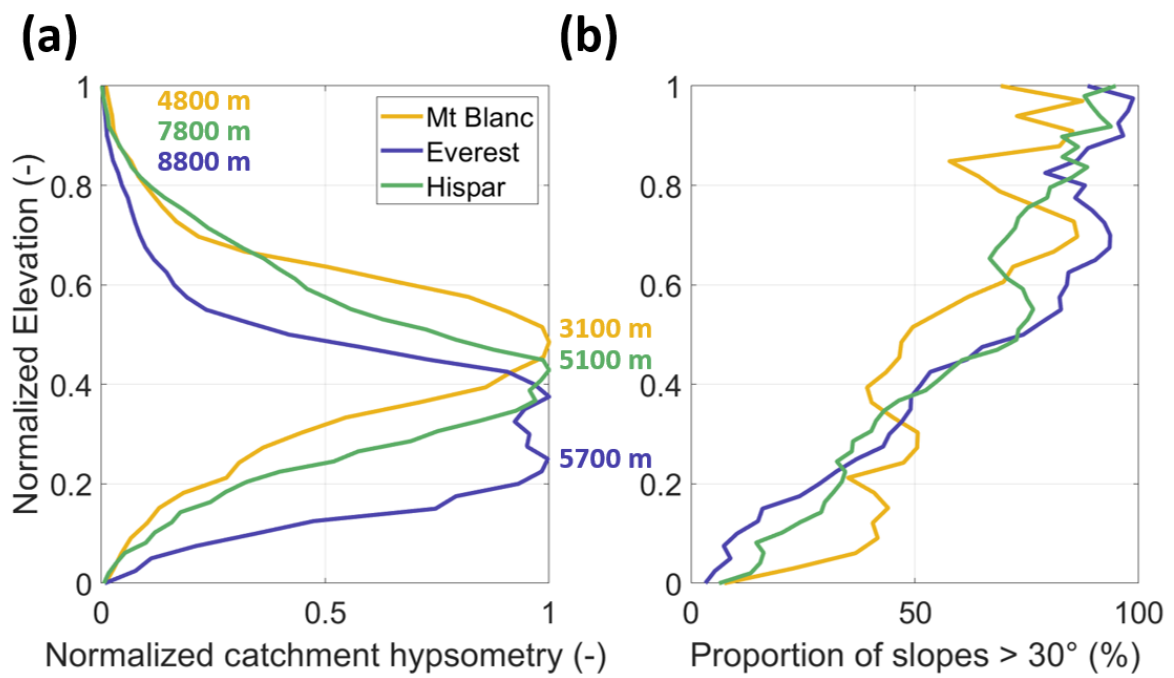 (a)
(b)
1
0.8
0.6
0.4
0.2
0
Normalized Elevation (-)
4800 m
7800 m
8800 m
Mt Blanc
Everest
Hispar
3100 m
5100 m
5700 m
0
0.5
1
Normalized catchment hypsometry (-)
1
0.8
0.6
0.4
0.2
0
0
50
100
Proportion of slopes > 30° (%)